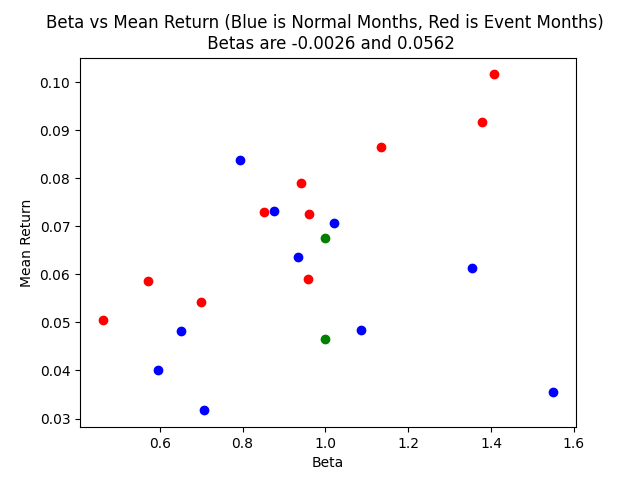 Beta vs Mean Return (Blue is Normal Months, Red is Event Months)
Betas are -0.0026 and 0.0562
0.10
0.09
0.08
0.07
0.06
0.05
0.04
0.03
Mean Return
0.6 0.8 1.0 1.2 1.4 1.6
Beta